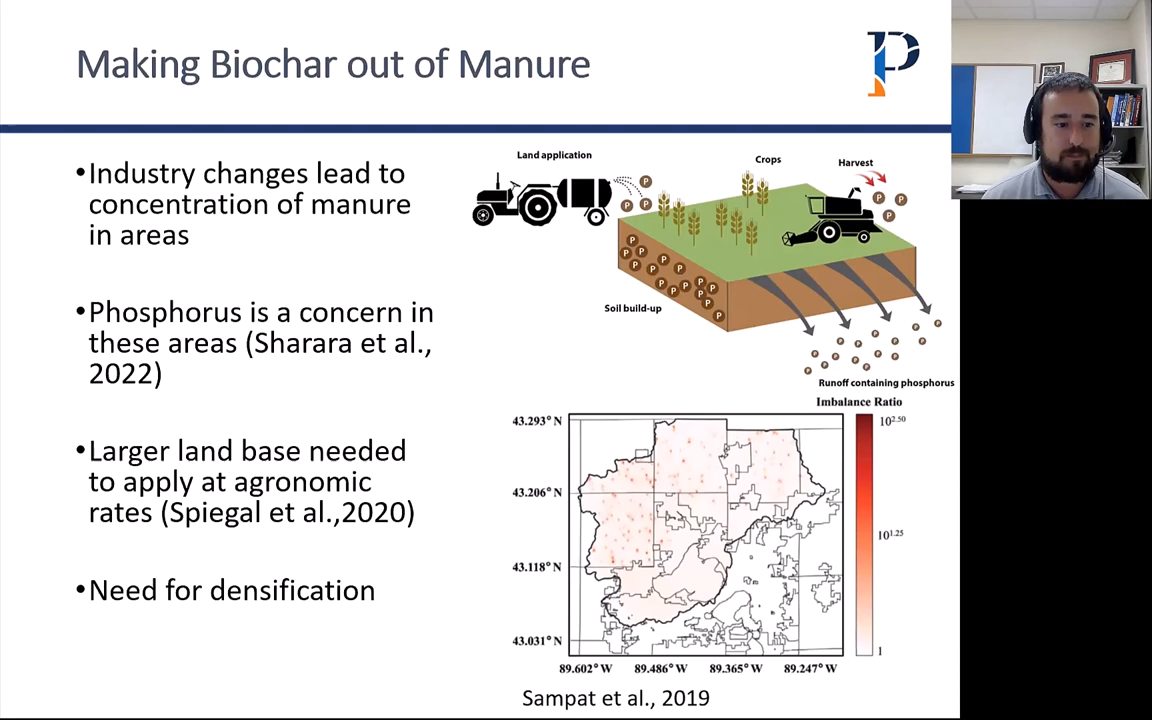 Making Biochar out of Manure
P
•Industry changes lead to
concentration of manure
in areas
•Phosphorus is a concern in
these areas (Sharara et al.,
2022)
•Larger land base needed
to apply at agronomic
rates (Spiegal et al.,2020)
•Need for densification
Land application
Crops
Harvest
Soil build-up
Runoff containing phosphorus
Imbalance Ratio
10^2.50
10^1.25
1
43.293° N
43.206° N
43.118° N
43.031° N
89.602° W 89.486° W 89.365° W 89.247° W
Sampat et al., 2019